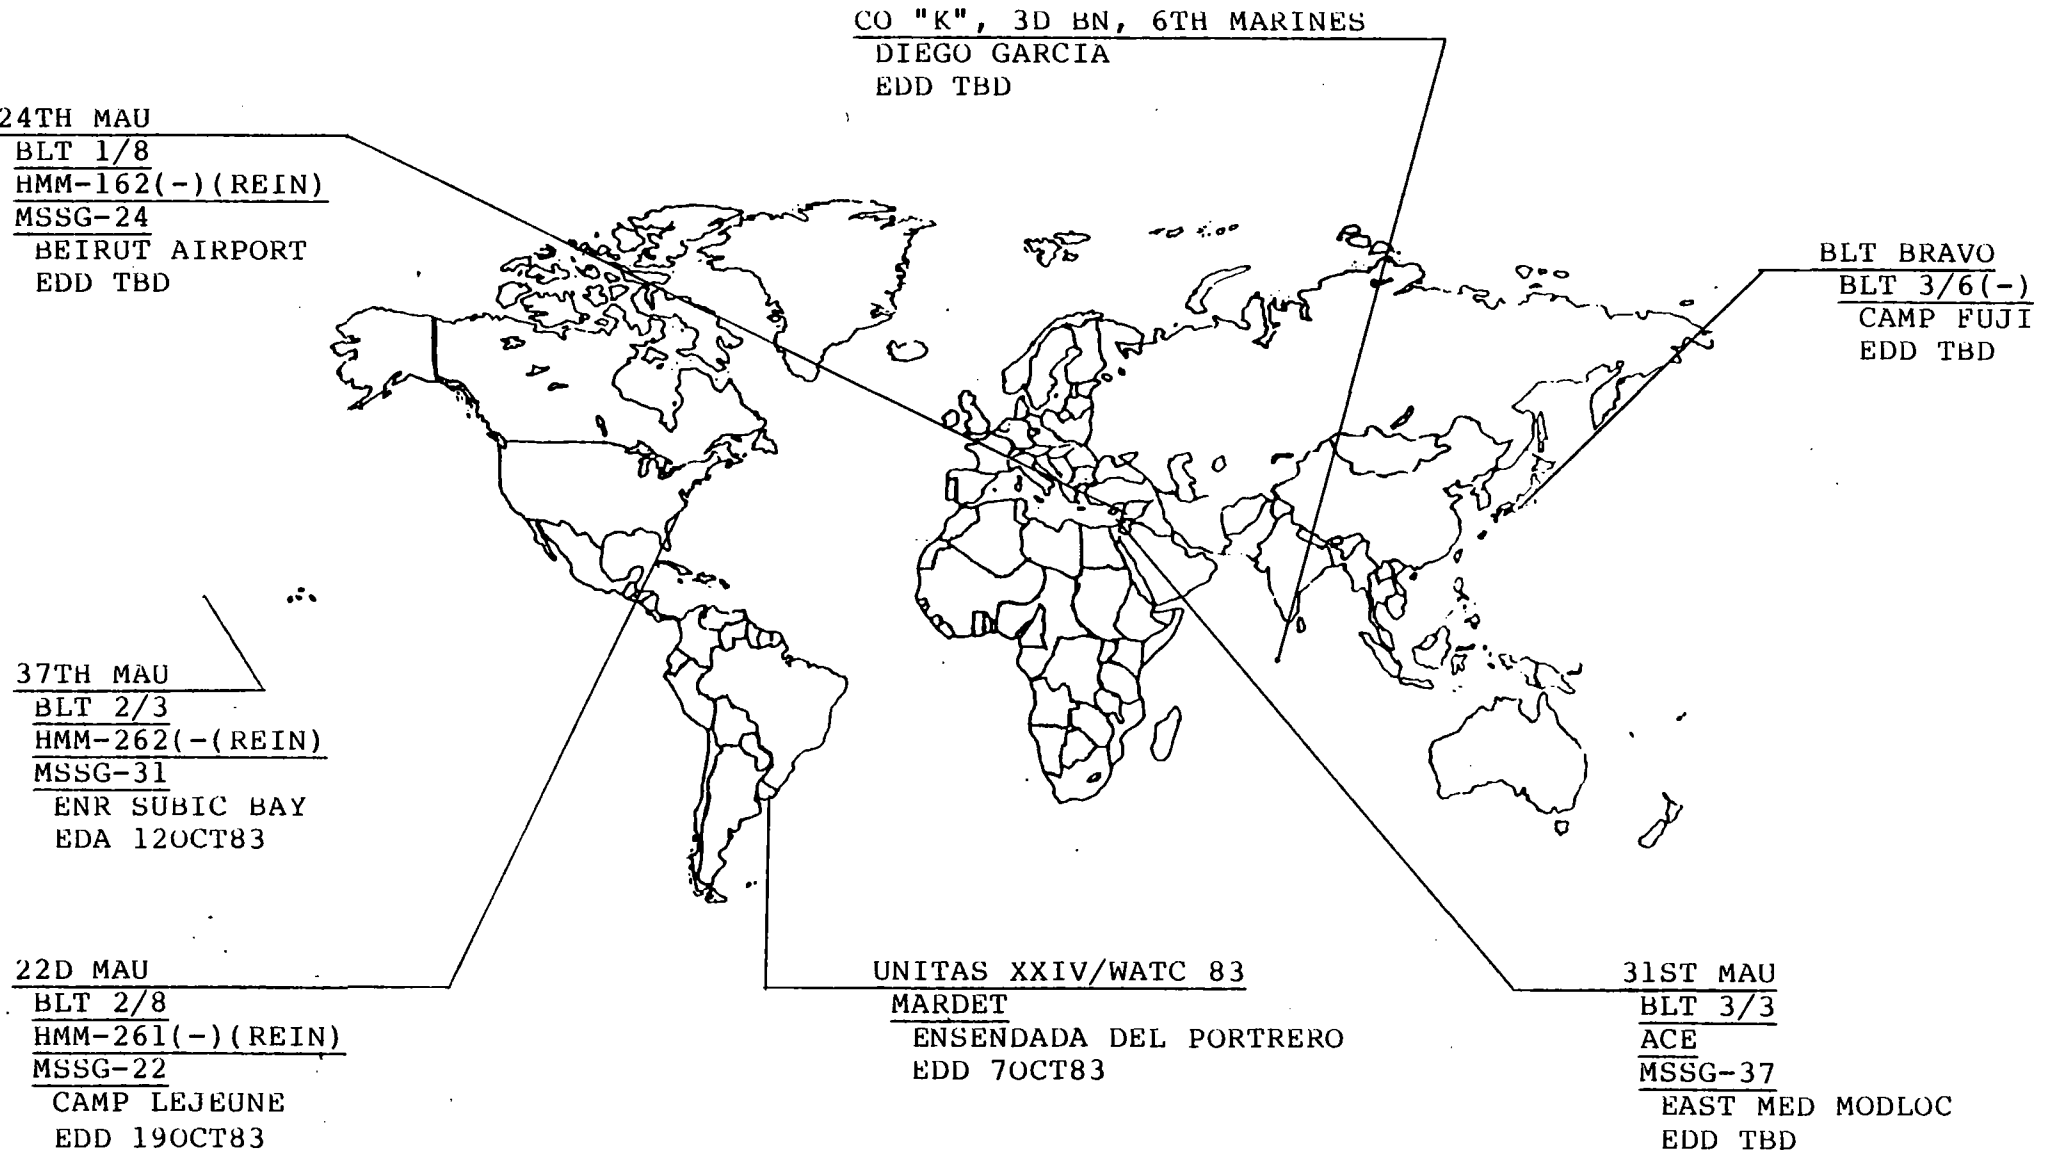 CO "K", 3D BN, 6TH MARINES
DIEGO GARCIA
EDD TBD
24TH MAU
BLT 1/8
HMM-162(-)(REIN)
MSSG-24
BEIRUT AIRPORT
EDD TBD
BLT BRAVO
BLT 3/6(-)
CAMP FUJI
EDD TBD
37TH MAU
BLT 2/3
HMM-262(-(REIN)
MSSG-31
ENR SUBIC BAY
EDA 12OCT83
22D MAU
BLT 2/8
HMM-261(-)(REIN)
MSSG-22
CAMP LEJEUNE
EDD 19OCT83
UNITAS XXIV/WATC 83
MARDET
ENSENDADA DEL PORTRERO
EDD 7OCT83
31ST MAU
BLT 3/3
ACE
MSSG-37
EAST MED MODLOC
EDD TBD